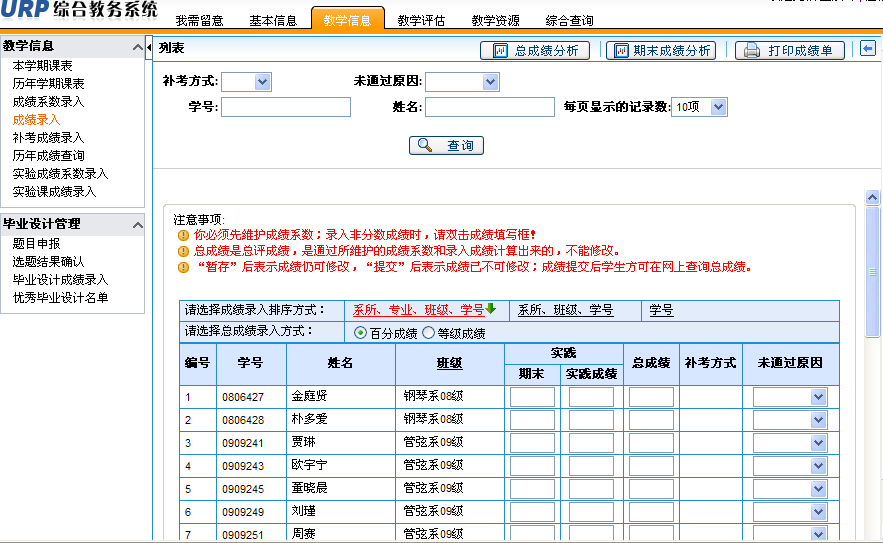 URP综合教务系统
我需留意 基本信息 教学信息 教学评估 教学资源 综合查询
教学信息
本学期课表
历年学期课表
成绩系数录入
成绩录入
补考成绩录入
历年成绩查询
实验成绩系数录入
实验课成绩录入
毕业设计管理
题目申报
选题结果确认
毕业设计成绩录入
优秀毕业设计名单
列表 总成绩分析 期末成绩分析 打印成绩单
补考方式: 未通过原因:
学号: 姓名: 每页显示的记录数: 10项
查询
注意事项:
你必须先维护成绩系数；录入非分数成绩时，请双击成绩填写框！
总成绩是总评成绩，是通过所维护的成绩系数和录入成绩计算出来的，不能修改。
“暂存”后表示成绩仍可修改，“提交”后表示成绩已不可修改；成绩提交后学生方可在网上查询总成绩。
请选择成绩录入排序方式： 系所、专业、班级、学号 系所、班级、学号 学号
请选择总成绩录入方式： 百分成绩 等级成绩
编号 学号 姓名 班级 实践 总成绩 补考方式 未通过原因
期末 实践成绩
1 0806427 金庭贤 钢琴系08级
2 0806428 朴多爱 钢琴系08级
3 0909241 贾琳 管弦系09级
4 0909243 欧宇宁 管弦系09级
5 0909245 董晓晨 管弦系09级
6 0909249 刘瑾 管弦系09级
7 0909251 周赛 管弦系09级